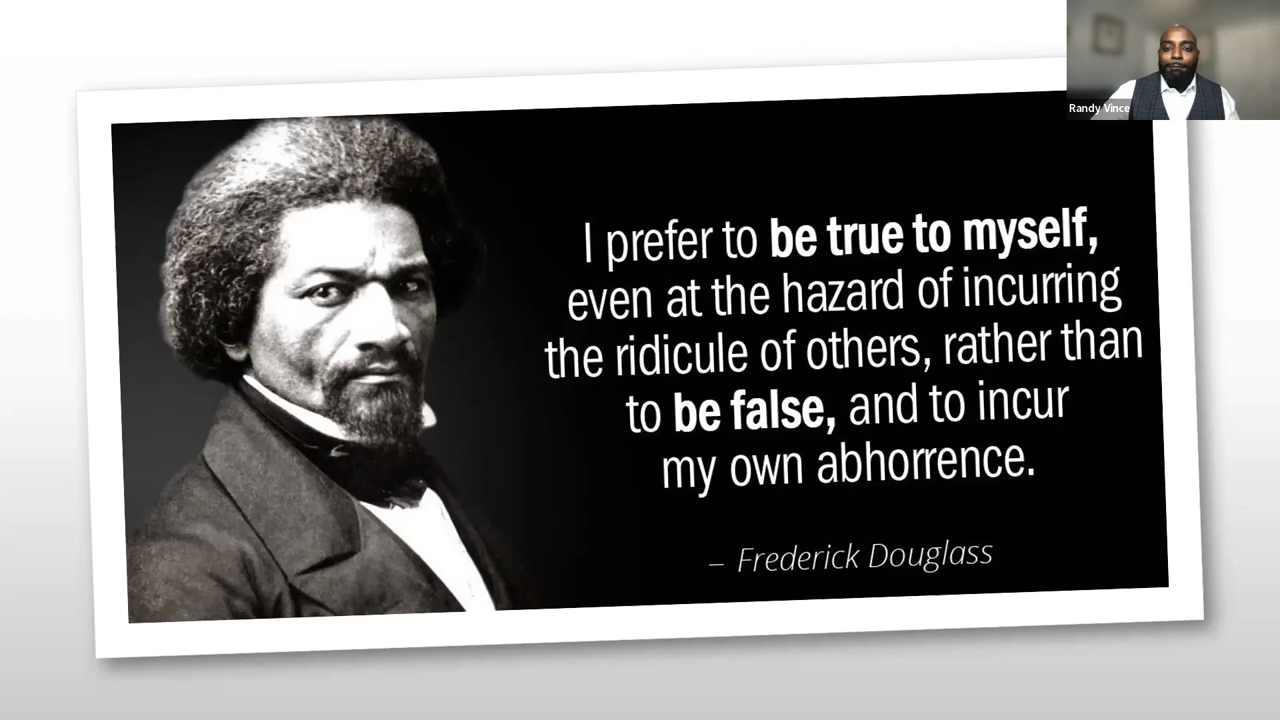 Randy Vince
I prefer to be true to myself,
even at the hazard of incurring
the ridicule of others, rather than
to be false, and to incur
my own abhorrence.
– Frederick Douglass